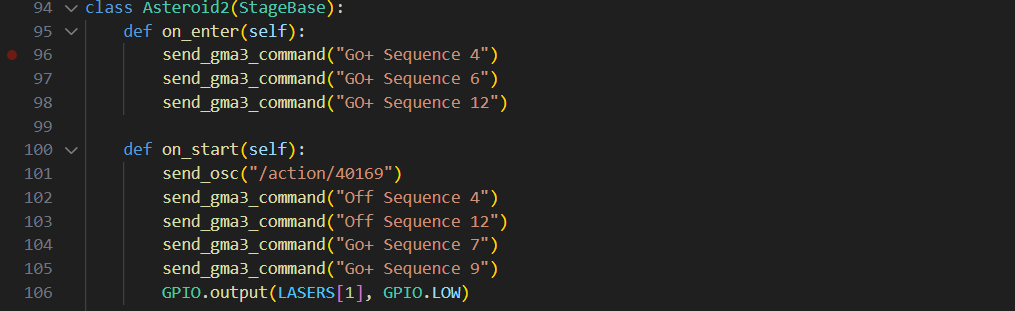 94 class Asteroid2(StageBase):
95     def on_enter(self):
96         send_gma3_command("Go+ Sequence 4")
97         send_gma3_command("GO+ Sequence 6")
98         send_gma3_command("GO+ Sequence 12")
99
100     def on_start(self):
101         send_osc("/action/40169")
102         send_gma3_command("Off Sequence 4")
103         send_gma3_command("Off Sequence 12")
104         send_gma3_command("Go+ Sequence 7")
105         send_gma3_command("Go+ Sequence 9")
106         GPIO.output(LASERS[1], GPIO.LOW)